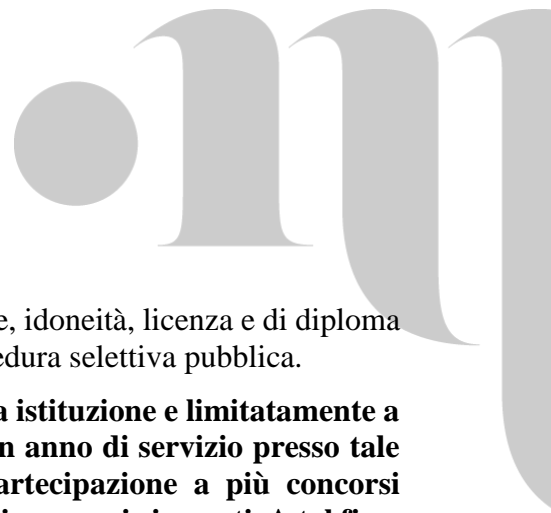 e, idoneità, licenza e di diploma
edura selettiva pubblica.
a istituzione e limitatamente a
n anno di servizio presso tale
artecipazione a più concorsi